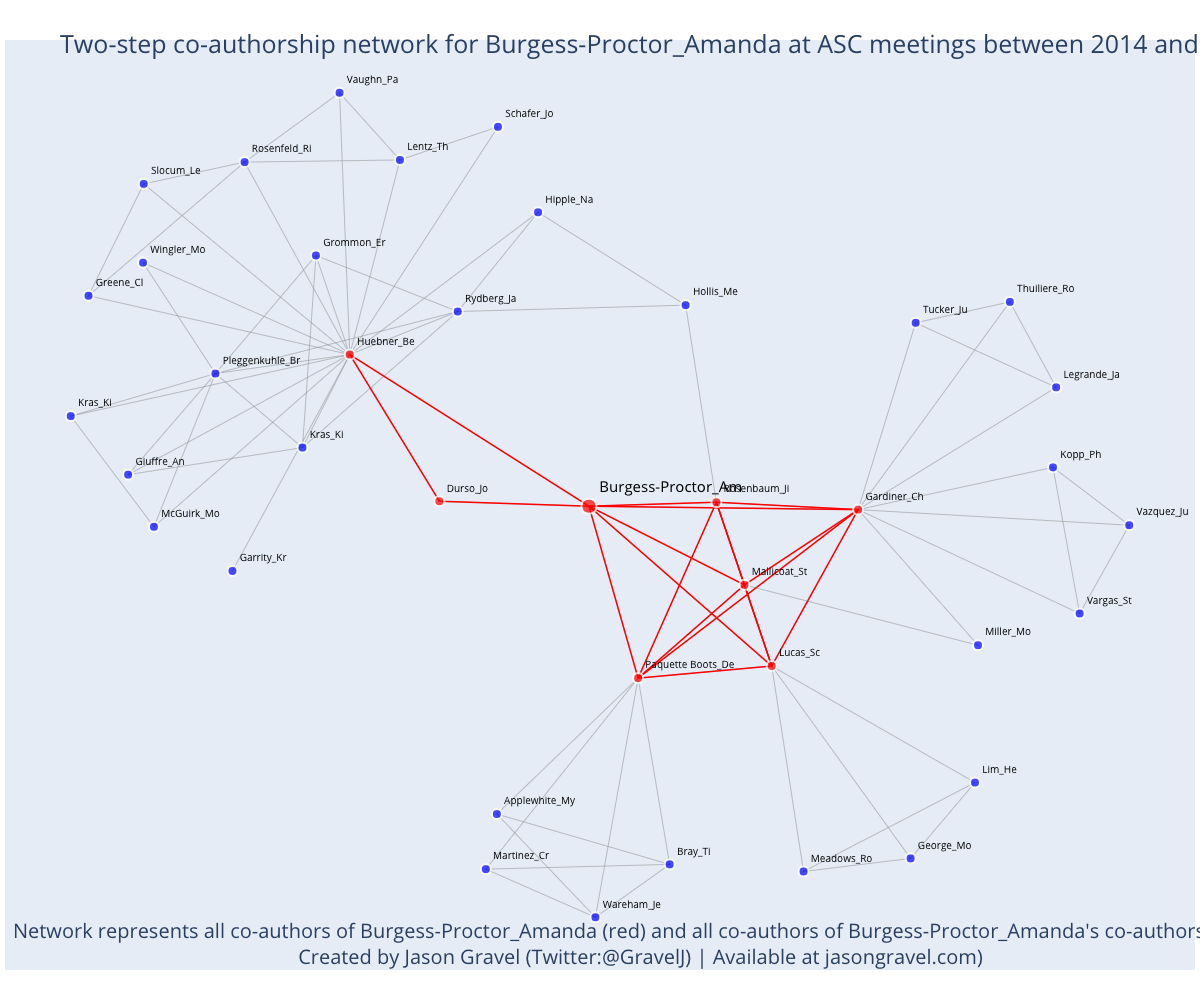 Two-step co-authorship network for Burgess-Proctor_Amanda at ASC meetings between 2014 and
Vaughn_Pa
Schafer_Jo
Lentz_Th
Rosenfeld_Ri
Slocum_Le
Hipple_Na
Grommon_Er
Wingler_Mo
Greene_Cl
Rydberg_Ja
Hollis_Me
Thuiliere_Ro
Tucker_Ju
Huebner_Be
Pleggenkuhle_Br
Legrande_Ja
Kras_Ki
Kras_Ki
Kopp_Ph
Giuffre_An
Durso_Jo
Burgess-Proctor_Am
Gardiner_Ch
McGuirk_Mo
Vazquez_Ju
Garrity_Kr
Mallicoat_St
Vargas_St
Miller_Mo
Lucas_Sc
Paquette Boots_De
Lim_He
Applewhite_My
Martinez_Cr
Bray_Ti
Meadows_Ro
George_Mo
Wareham_Je
Network represents all co-authors of Burgess-Proctor_Amanda (red) and all co-authors of Burgess-Proctor_Amanda's co-authors
Created by Jason Gravel (Twitter:@GravelJ) | Available at jasongravel.com)